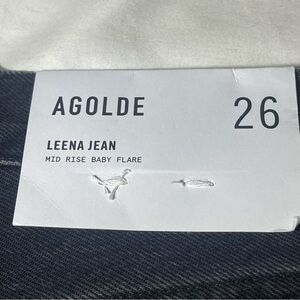 AGOLDE 26
LEENA JEAN
MID RISE BABY FLARE